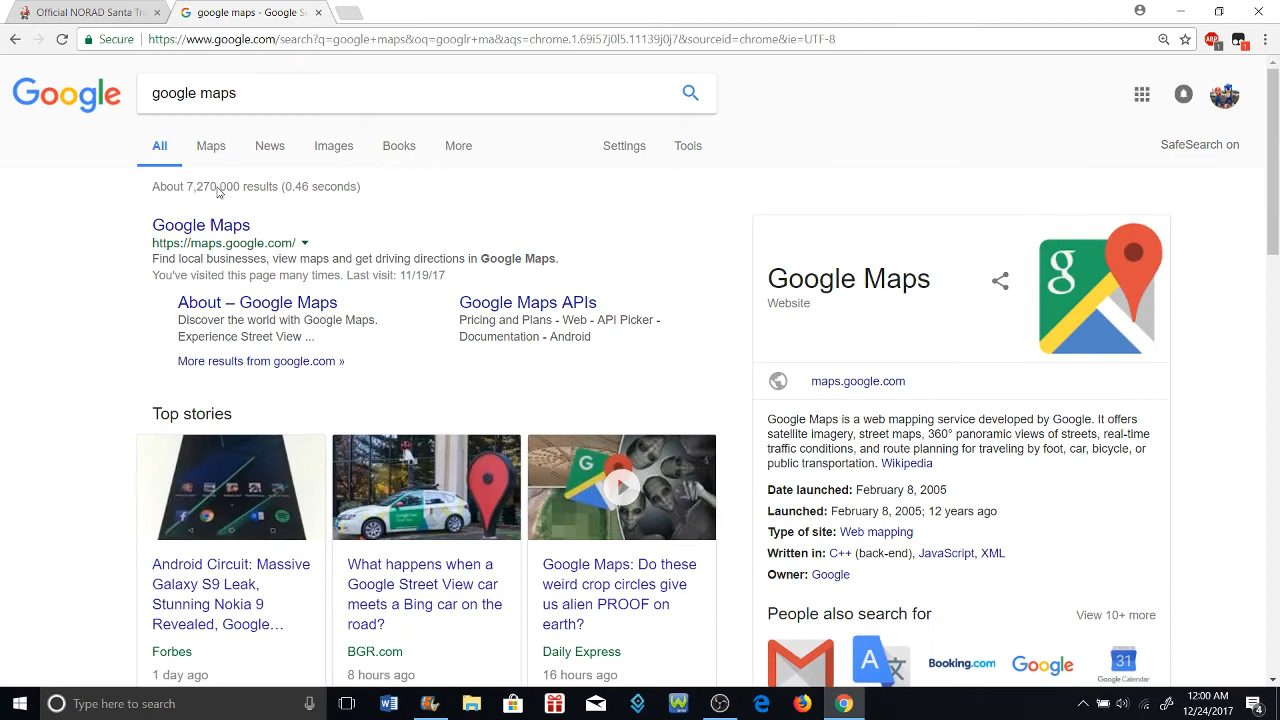 Official NORAD Santa Tr
google maps - Google S
Secure
https://www.google.com/search?q=google+maps&oq=googlr+ma&aqs=chrome.1.69i57j0l5.11139j0j7&sourceid=chrome&ie=UTF-8
ABP
1
1
Google
google maps
All
Maps
News
Images
Books
More
Settings
Tools
SafeSearch on
About 7,270,000 results (0.46 seconds)
Google Maps
https://maps.google.com/
Find local businesses, view maps and get driving directions in Google Maps.
You've visited this page many times. Last visit: 11/19/17
About – Google Maps
Discover the world with Google Maps.
Experience Street View ...
Google Maps APIs
Pricing and Plans - Web - API Picker -
Documentation - Android
More results from google.com »
Top stories
Android Circuit: Massive
Galaxy S9 Leak,
Stunning Nokia 9
Revealed, Google…
Forbes
1 day ago
What happens when a
Google Street View car
meets a Bing car on the
road?
BGR.com
8 hours ago
G
Google Maps: Do these
weird crop circles give
us alien PROOF on
earth?
Daily Express
16 hours ago
Google Maps
Website
g
maps.google.com
Google Maps is a web mapping service developed by Google. It offers
satellite imagery, street maps, 360° panoramic views of streets, real-time
traffic conditions, and route planning for traveling by foot, car, bicycle, or
public transportation. Wikipedia
Date launched: February 8, 2005
Launched: February 8, 2005; 12 years ago
Type of site: Web mapping
Written in: C++ (back-end), JavaScript, XML
Owner: Google
People also search for
View 10+ more
A
Booking.com
Google
31
Google Calendar
Type here to search
12:00 AM
12/24/2017
4